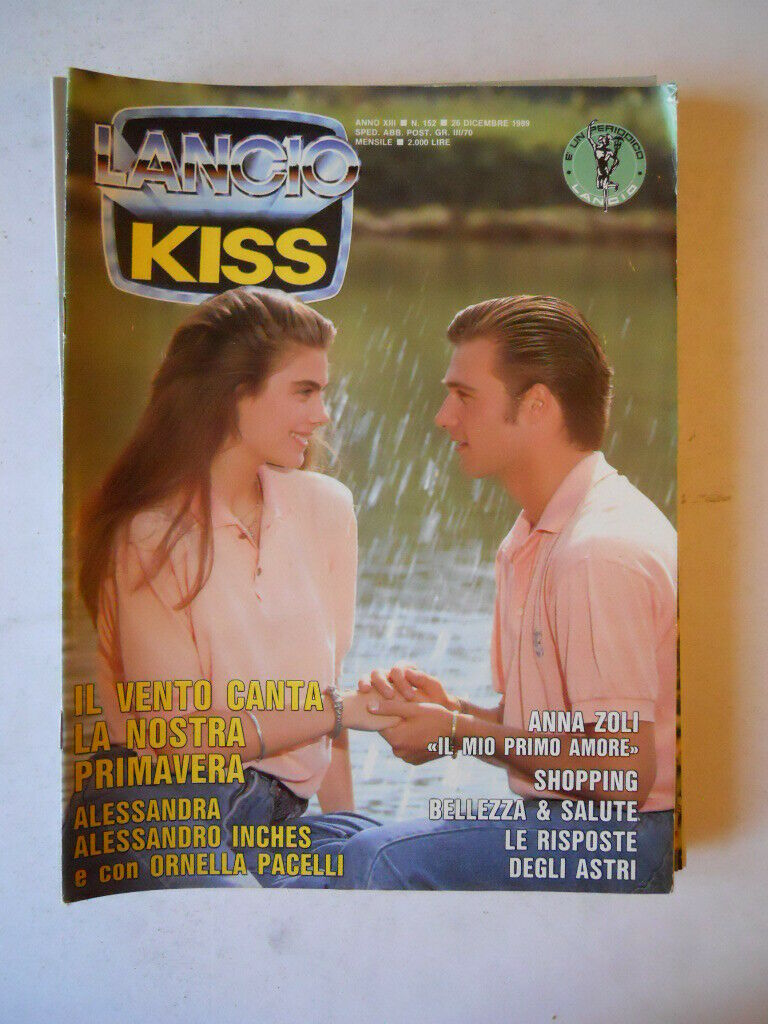 LANCIO
KISS
ANNO XIII ■ N. 152 ■ 26 DICEMBRE 1989
SPED. ABB. POST. GR. III/70
MENSILE ■ 2.000 LIRE
E' UN PERIODICO
LANCIO
IL VENTO CANTA
LA NOSTRA
PRIMAVERA
ALESSANDRA
ALESSANDRO INCHES
e con ORNELLA PACELLI
ANNA ZOLI
«IL MIO PRIMO AMORE»
SHOPPING
BELLEZZA & SALUTE
LE RISPOSTE
DEGLI ASTRI